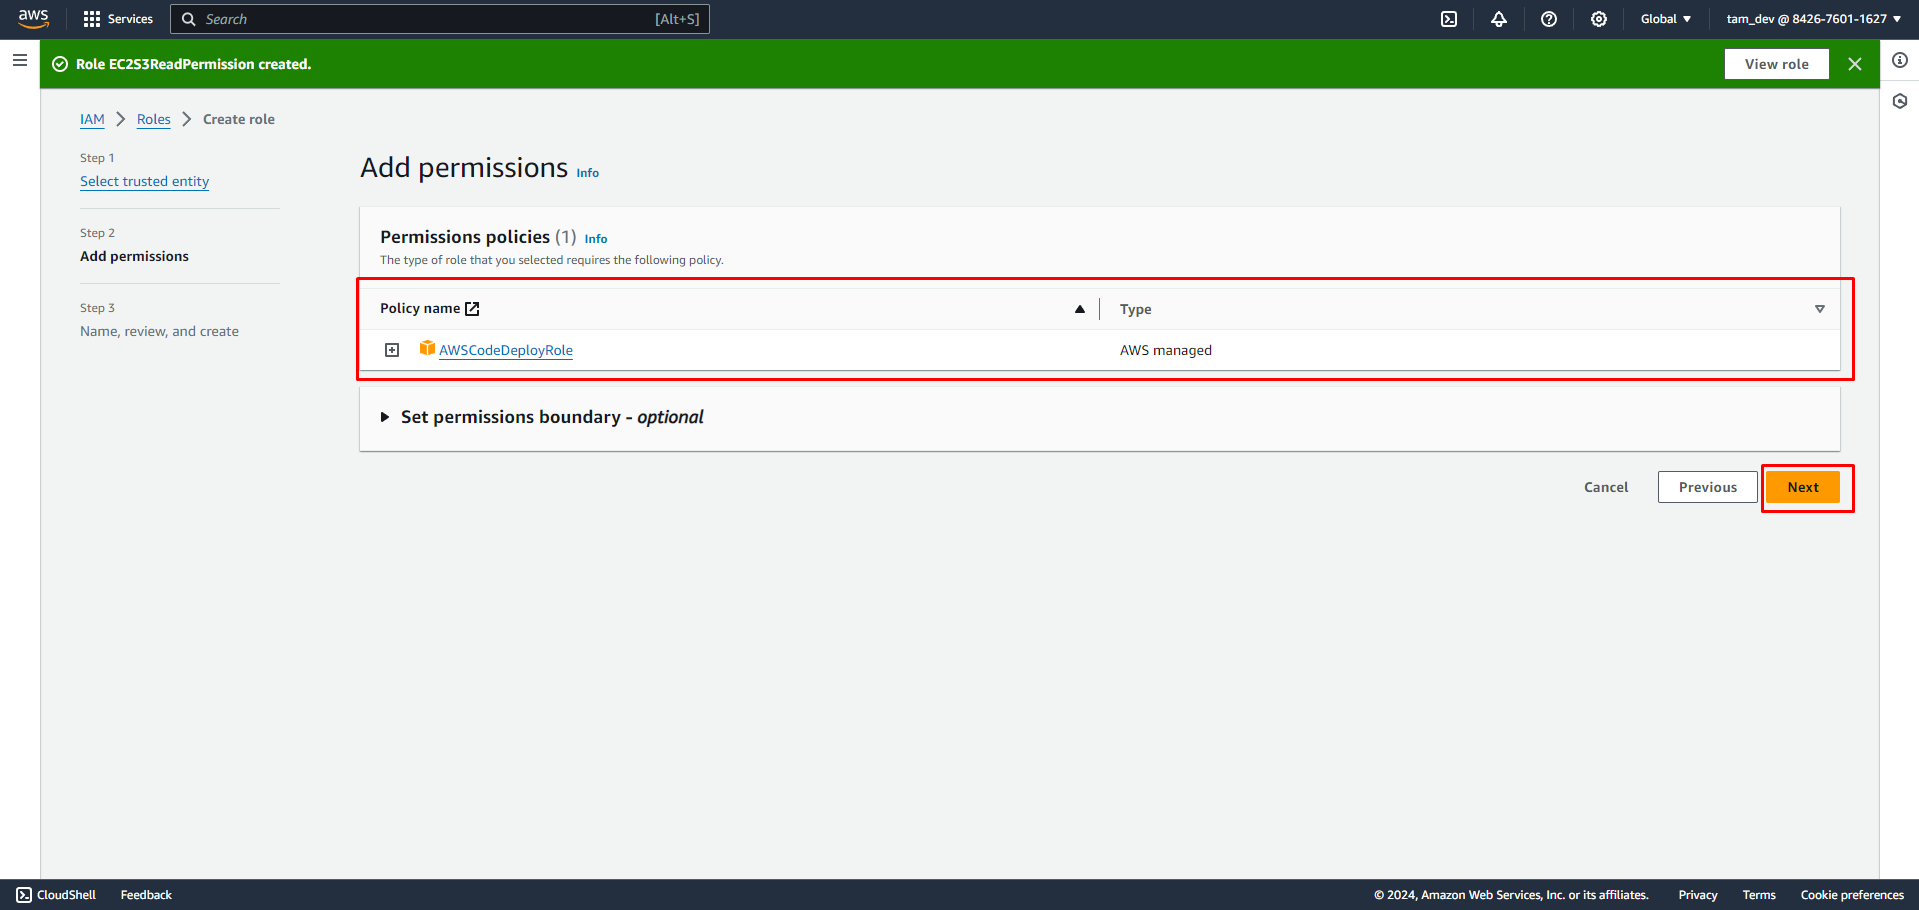 aws
Services
Search [Alt+S]
Global
tam_dev @ 8426-7601-1627
Role EC2S3ReadPermission created.
View role
IAM
Roles
Create role
Step 1
Select trusted entity
Step 2
Add permissions
Step 3
Name, review, and create
Add permissions Info
Permissions policies (1) Info
The type of role that you selected requires the following policy.
Policy name
Type
AWSCodeDeployRole
AWS managed
Set permissions boundary - optional
Cancel
Previous
Next
CloudShell
Feedback
© 2024, Amazon Web Services, Inc. or its affiliates.
Privacy
Terms
Cookie preferences